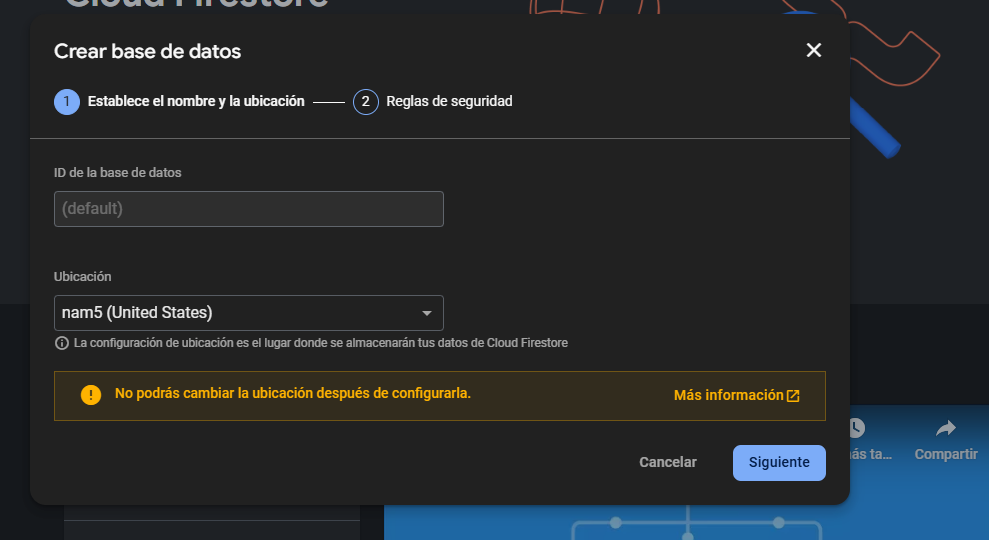 Cloud Firestore
Crear base de datos
1 Establece el nombre y la ubicación
2 Reglas de seguridad
ID de la base de datos
(default)
Ubicación
nam5 (United States)
La configuración de ubicación es el lugar donde se almacenarán tus datos de Cloud Firestore
No podrás cambiar la ubicación después de configurarla.
Más información
Cancelar
Siguiente
ás ta...
Compartir